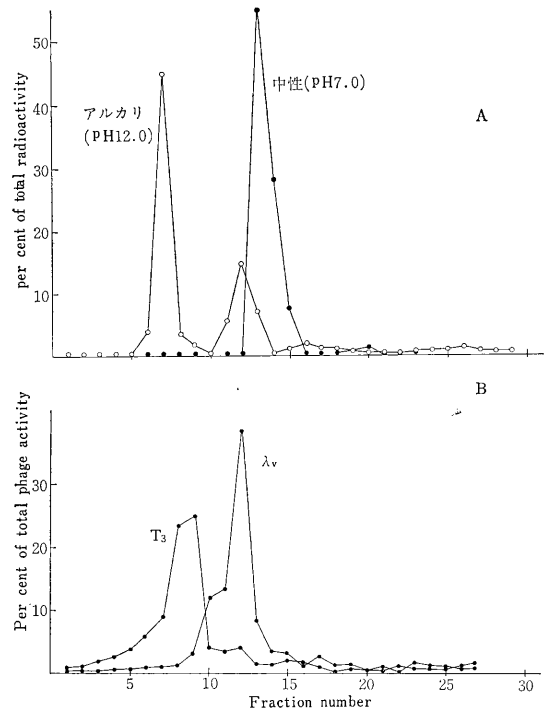 50
40
30
20
10
per cent of total radioactivity
アルカリ
(PH12.0)
中性(PH7.0)
A
B
30
20
10
Per cent of total phage activity
T3
λv
5
10
15
20
25
30
Fraction number